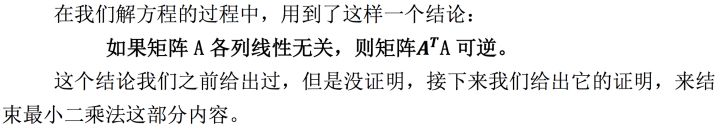 在我们解方程的过程中，用到了这样一个结论：
如果矩阵 A 各列线性无关，则矩阵AᵀA 可逆。
这个结论我们之前给出过，但是没证明，接下来我们给出它的证明，来结
束最小二乘法这部分内容。